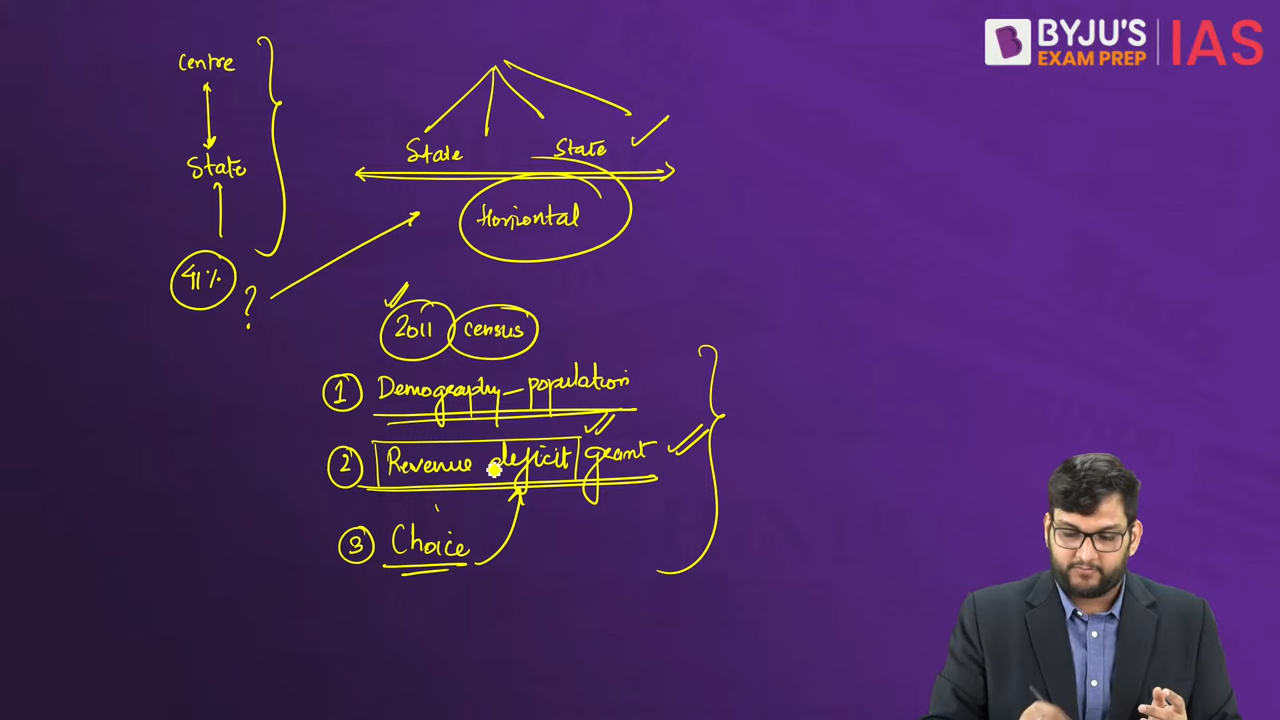 BYJU'S
EXAM PREP
IAS
Centre
State
41%
?
State State
Horizontal
2011 census
1 Demography - population
2 Revenue deficit grant
3 Choice